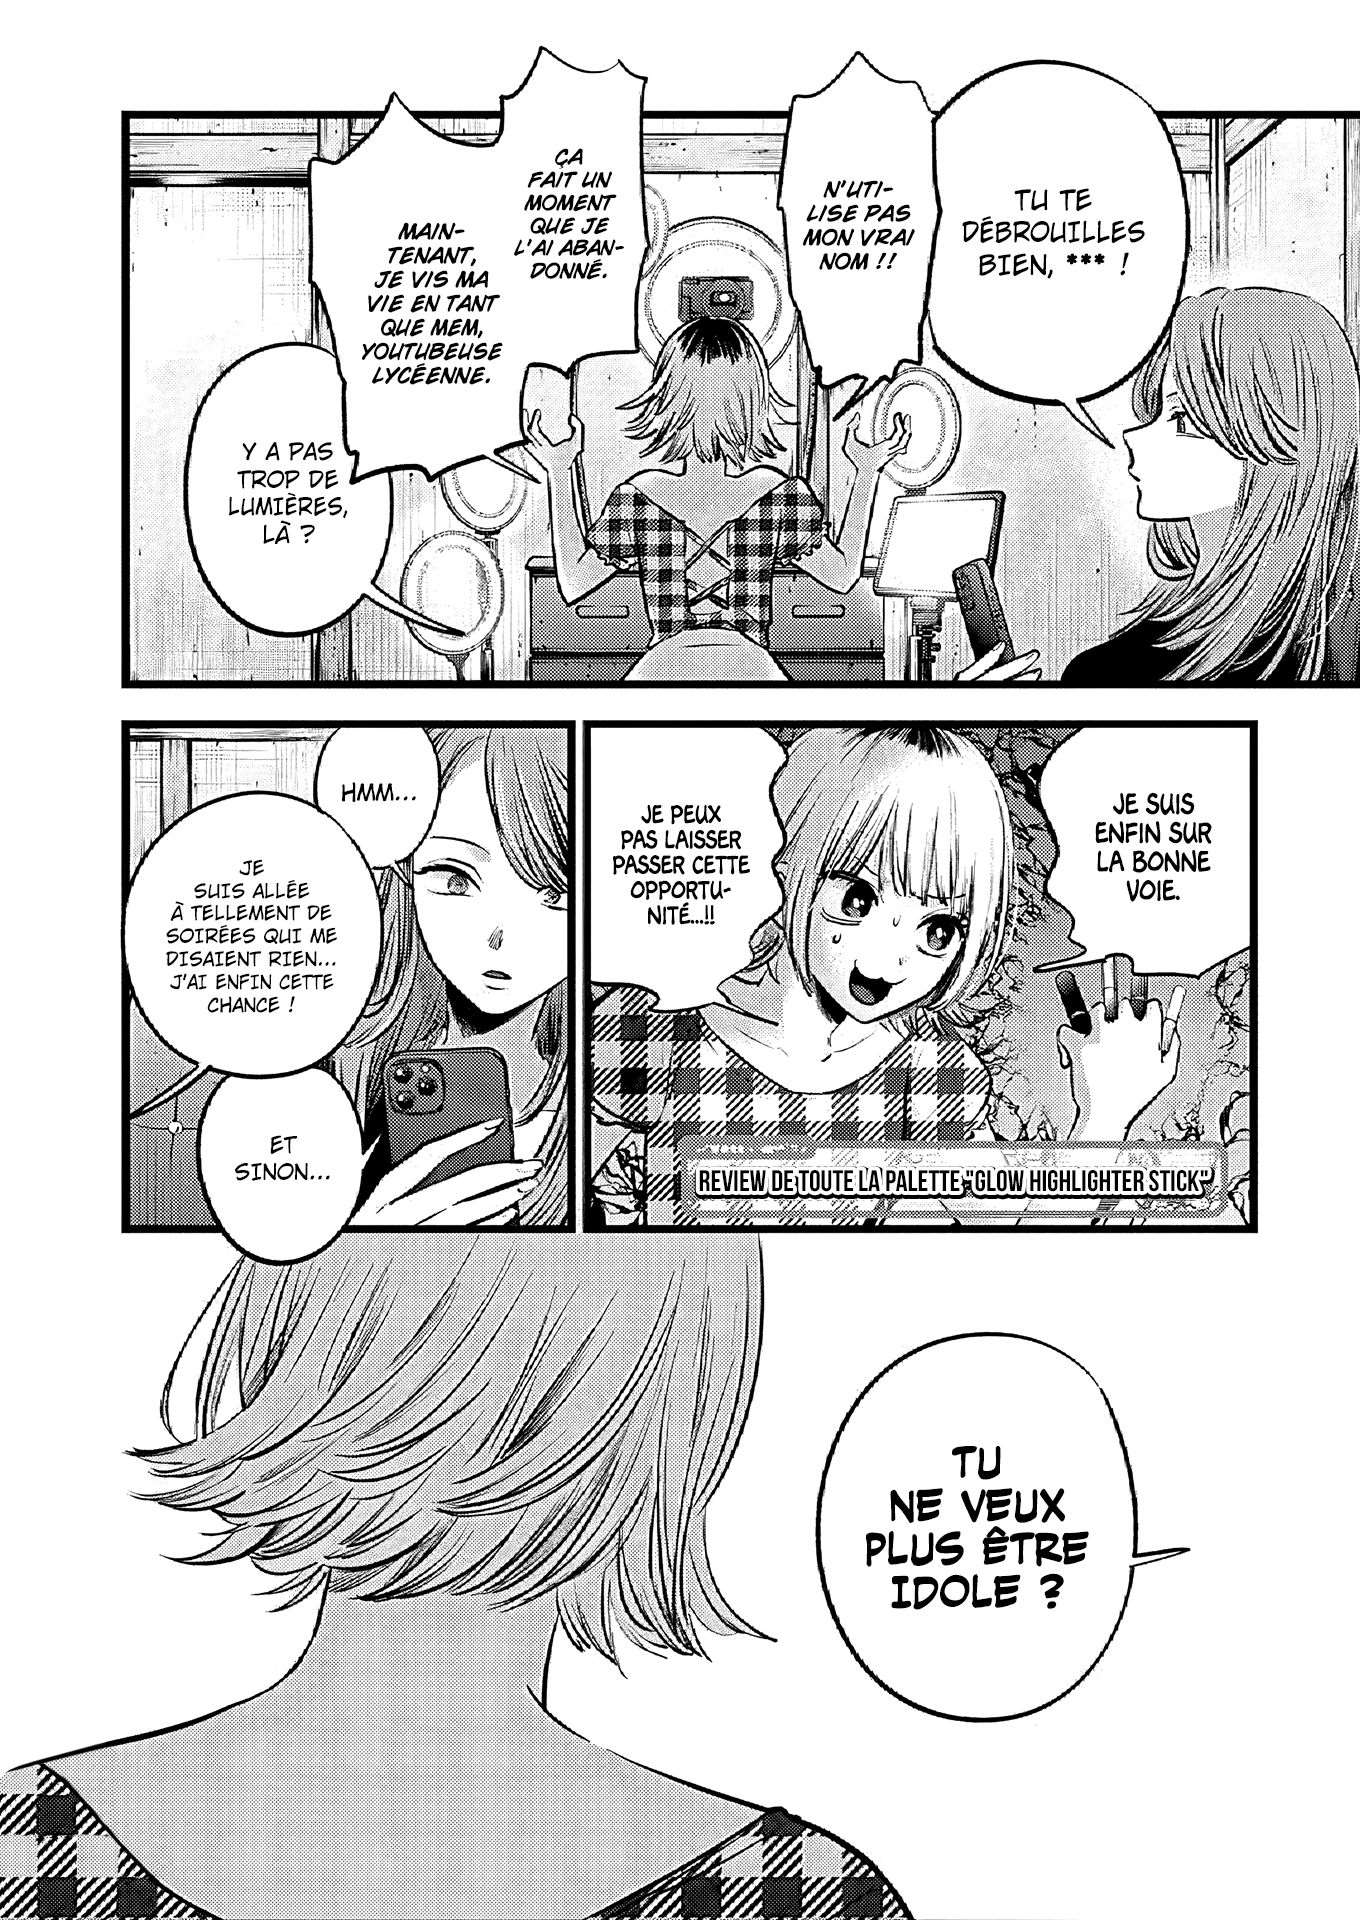 TU TE
DÉBROUILLES
BIEN, *** !
N'UTI-
LISE PAS
MON VRAI
NOM !!
ÇA
FAIT UN
MOMENT
QUE JE
L'AI ABAN-
DONNÉ.
MAIN-
TENANT,
JE VIS MA
VIE EN TANT
QUE MEM,
YOUTUBEUSE
LYCÉENNE.
Y A PAS
TROP DE
LUMIÈRES,
LÀ ?
JE SUIS
ENFIN SUR
LA BONNE
VOIE.
JE PEUX
PAS LAISSER
PASSER CETTE
OPPORTU-
NITÉ...!!
REVIEW DE TOUTE LA PALETTE "GLOW HIGHLIGHTER STICK"
HMM...
JE
SUIS ALLÉE
À TELLEMENT DE
SOIRÉES QUI ME
DISAIENT RIEN...
J'AI ENFIN CETTE
CHANCE !
ET
SINON...
TU
NE VEUX
PLUS ÊTRE
IDOLE ?